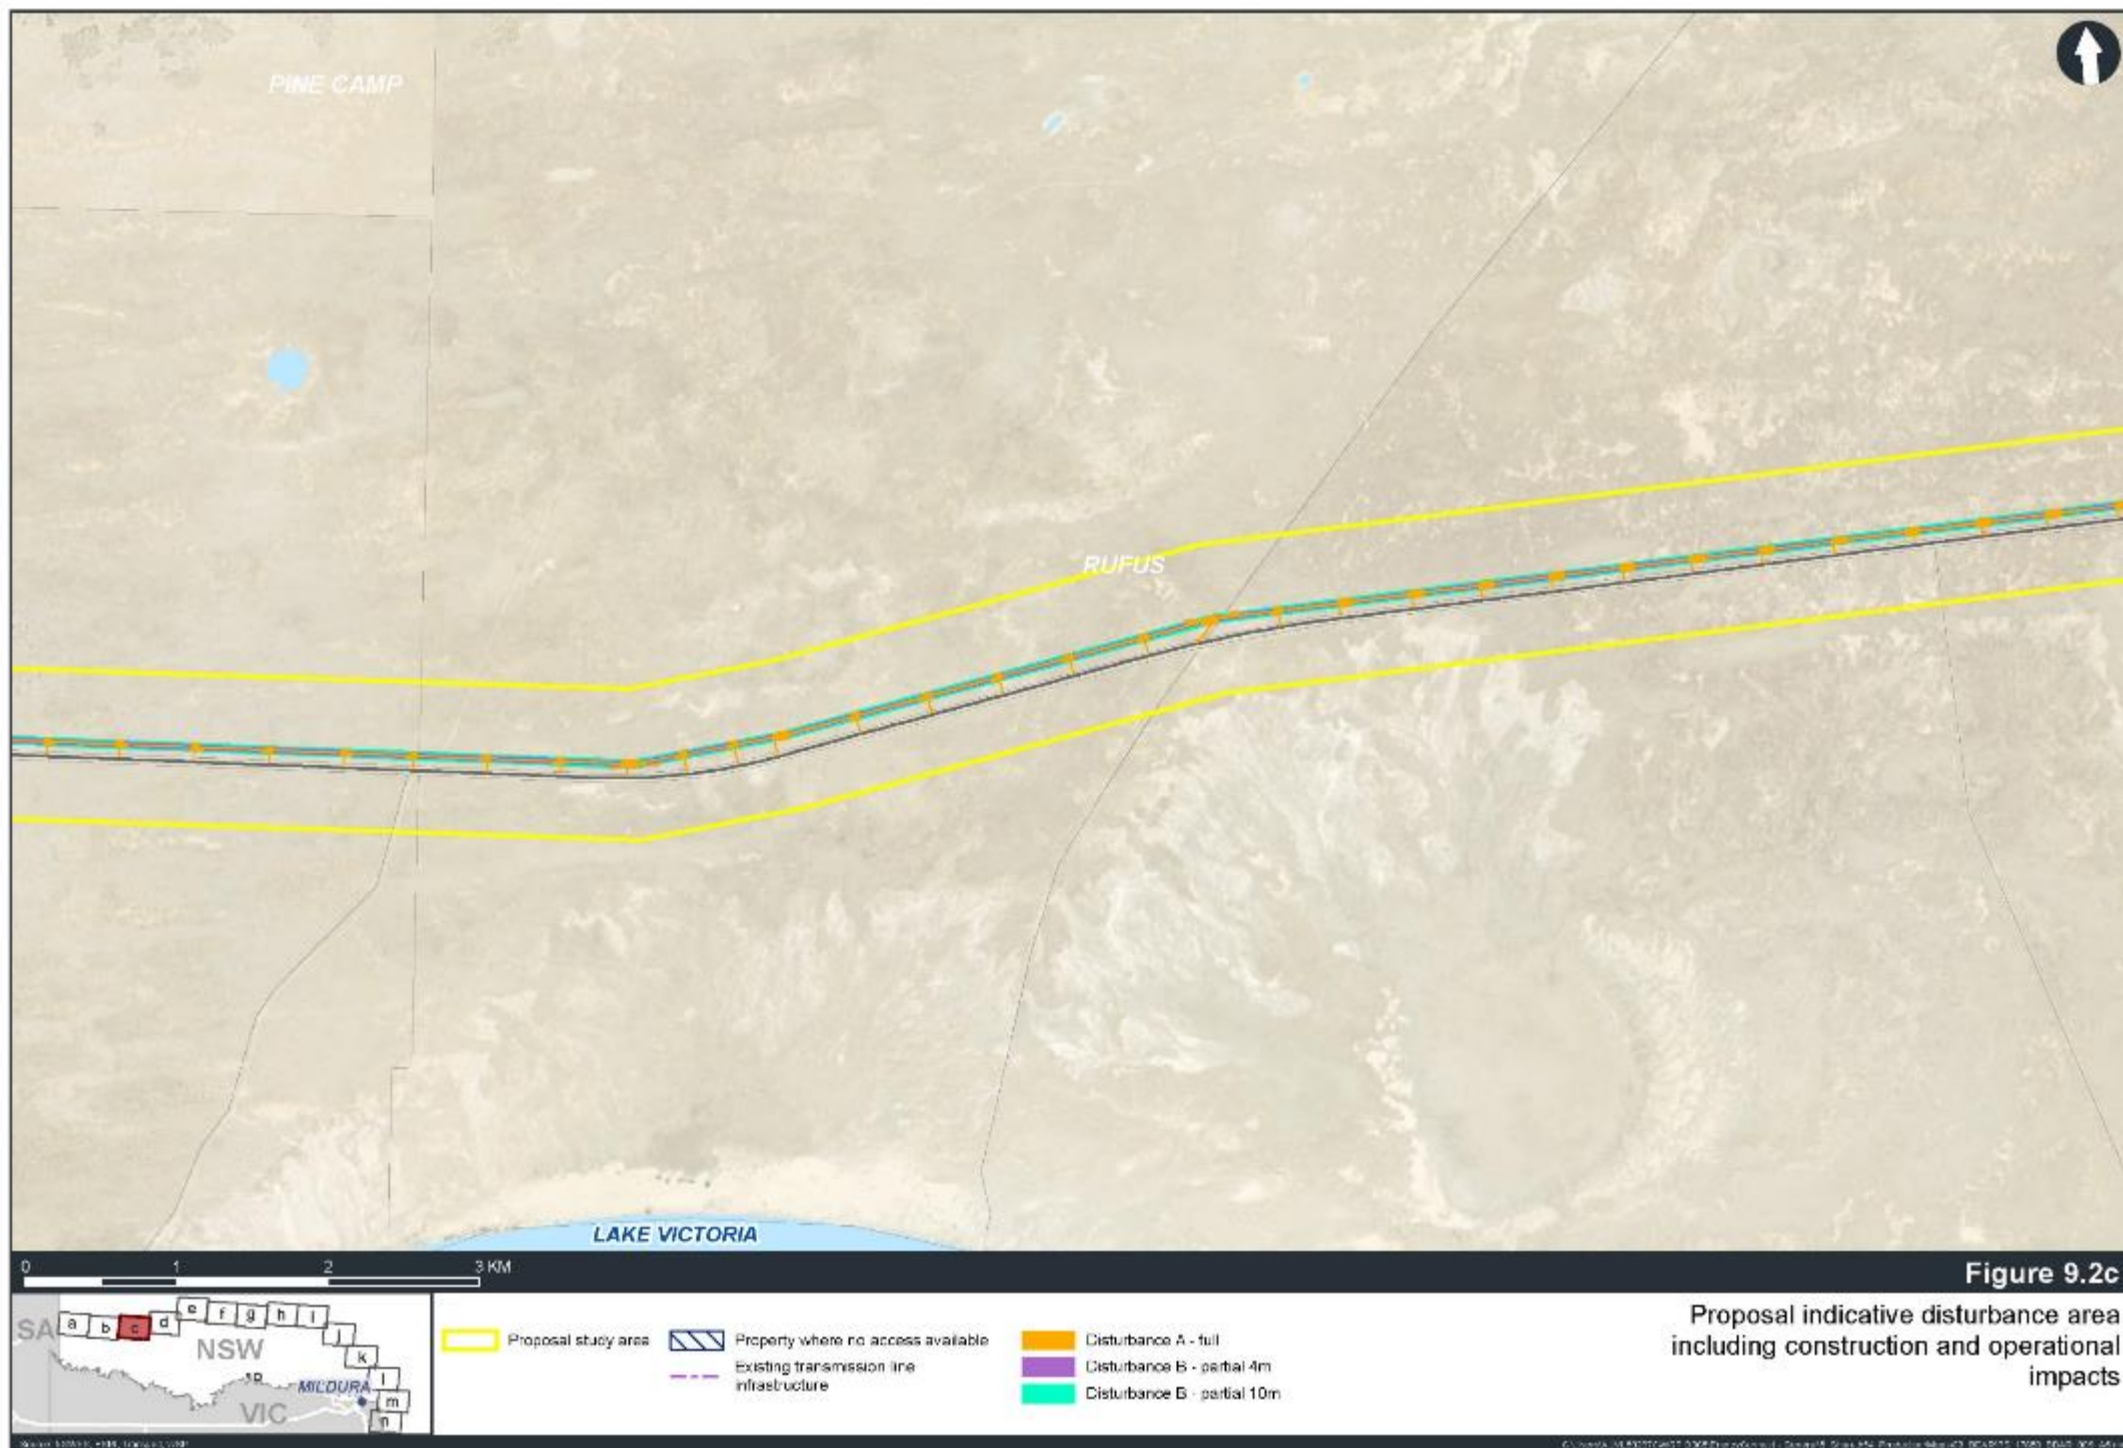 PINE CAMP
RUFUS
LAKE VICTORIA
0 1 2 3 KM
Figure 9.2c
SA
a b c d e f g h i j k l m n
NSW
MILDURA
VIC
Proposal study area
Property where no access available
Existing transmission line
infrastructure
Disturbance A - full
Disturbance B - partial 4m
Disturbance B - partial 10m
Proposal indicative disturbance area
including construction and operational
impacts